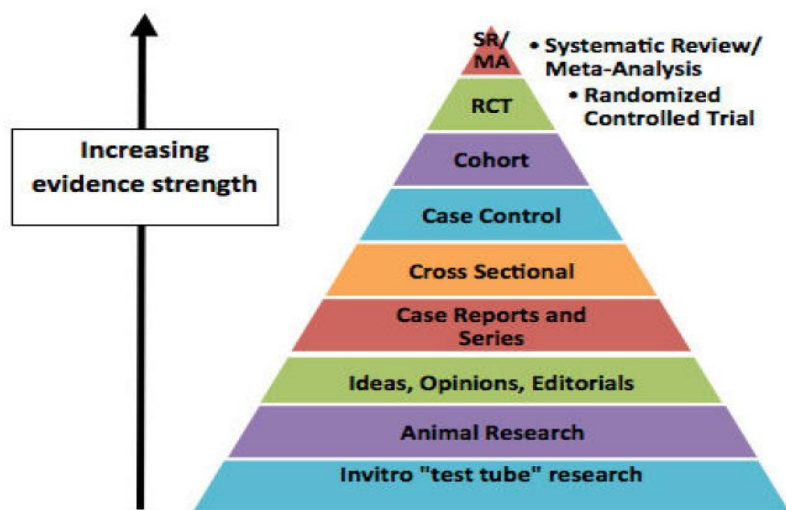 SR/
MA
• Systematic Review/
Meta-Analysis
RCT
• Randomized
Controlled Trial
Increasing
evidence strength
Cohort
Case Control
Cross Sectional
Case Reports and
Series
Ideas, Opinions, Editorials
Animal Research
Invitro "test tube" research